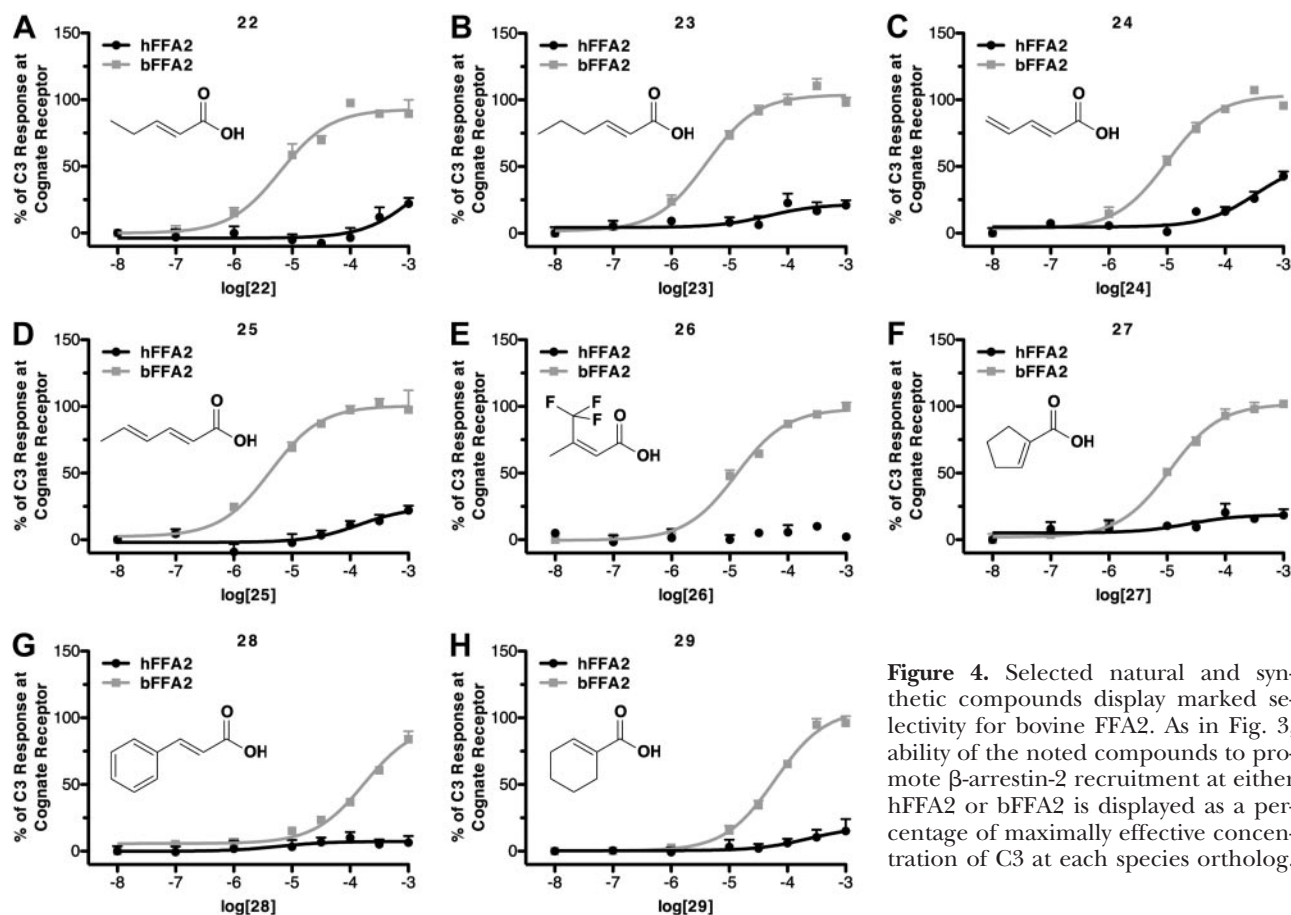 A
22
hFFA2
bFFA2
O
OH
% of C3 Response at
Cognate Receptor
150
100
50
0
-8 -7 -6 -5 -4 -3
log[22]
B
23
hFFA2
bFFA2
O
OH
% of C3 Response at
Cognate Receptor
150
100
50
0
-8 -7 -6 -5 -4 -3
log[23]
C
24
hFFA2
bFFA2
O
OH
% of C3 Response at
Cognate Receptor
150
100
50
0
-8 -7 -6 -5 -4 -3
log[24]
D
25
hFFA2
bFFA2
O
OH
% of C3 Response at
Cognate Receptor
150
100
50
0
-8 -7 -6 -5 -4 -3
log[25]
E
26
hFFA2
bFFA2
F F
F
O
OH
% of C3 Response at
Cognate Receptor
150
100
50
0
-8 -7 -6 -5 -4 -3
log[26]
F
27
hFFA2
bFFA2
O
OH
% of C3 Response at
Cognate Receptor
150
100
50
0
-8 -7 -6 -5 -4 -3
log[27]
G
28
hFFA2
bFFA2
O
OH
% of C3 Response at
Cognate Receptor
150
100
50
0
-8 -7 -6 -5 -4 -3
log[28]
H
29
hFFA2
bFFA2
O
OH
% of C3 Response at
Cognate Receptor
150
100
50
0
-8 -7 -6 -5 -4 -3
log[29]
Figure 4. Selected natural and syn-
thetic compounds display marked se-
lectivity for bovine FFA2. As in Fig. 3,
ability of the noted compounds to pro-
mote β-arrestin-2 recruitment at either
hFFA2 or bFFA2 is displayed as a per-
centage of maximally effective concen-
tration of C3 at each species ortholog.